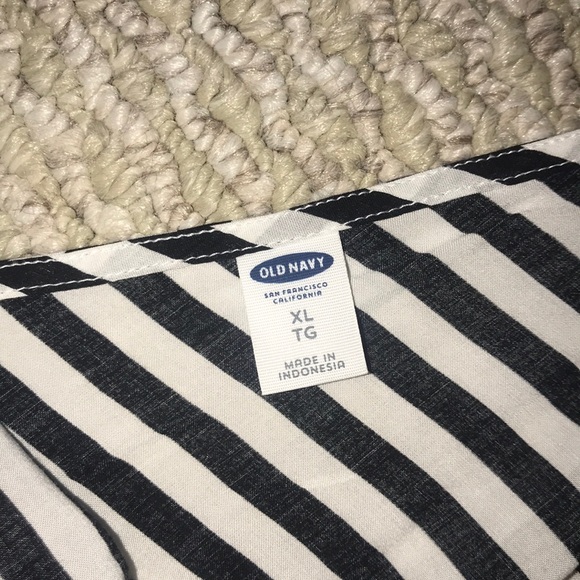 OLD NAVY
SAN FRANCISCO
CALIFORNIA
XL
TG
MADE IN
INDONESIA